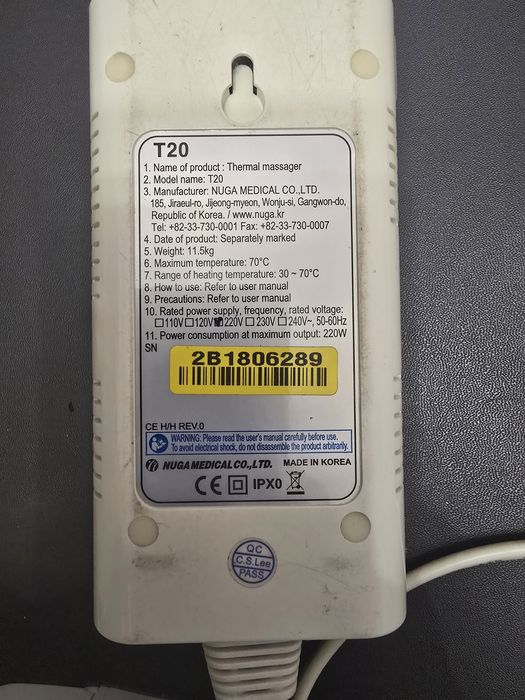 T20
1. Name of product : Thermal massager
2. Model name: T20
3. Manufacturer: NUGA MEDICAL CO.,LTD.
185, Jiraeul-ro, Jijeong-myeon, Wonju-si, Gangwon-do,
Republic of Korea. / www.nuga.kr
Tel: +82-33-730-0001 Fax: +82-33-730-0007
4. Date of product: Separately marked
5. Weight: 11.5kg
6. Maximum temperature: 70°C
7. Range of heating temperature: 30 ~ 70°C
8. How to use: Refer to user manual
9. Precautions: Refer to user manual
10. Rated power supply, frequency, rated voltage:
☐110V ☐120V ☑220V ☐230V ☐240V~, 50-60Hz
11. Power consumption at maximum output: 220W
SN
2B1806289
CE H/H REV.0
WARNING: Please read the user's manual carefully before use.
To avoid electrical shock, do not disassemble the product arbitrarily.
NUGA MEDICAL CO., LTD. MADE IN KOREA
CE IPX0
QC
C.S.Lee
PASS